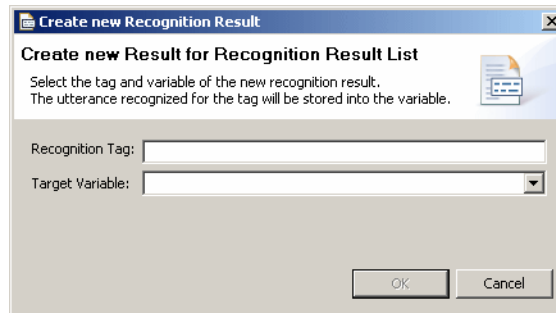 Create new Recognition Result
Create new Result for Recognition Result List
Select the tag and variable of the new recognition result.
The utterance recognized for the tag will be stored into the variable.
Recognition Tag:
Target Variable:
OK
Cancel